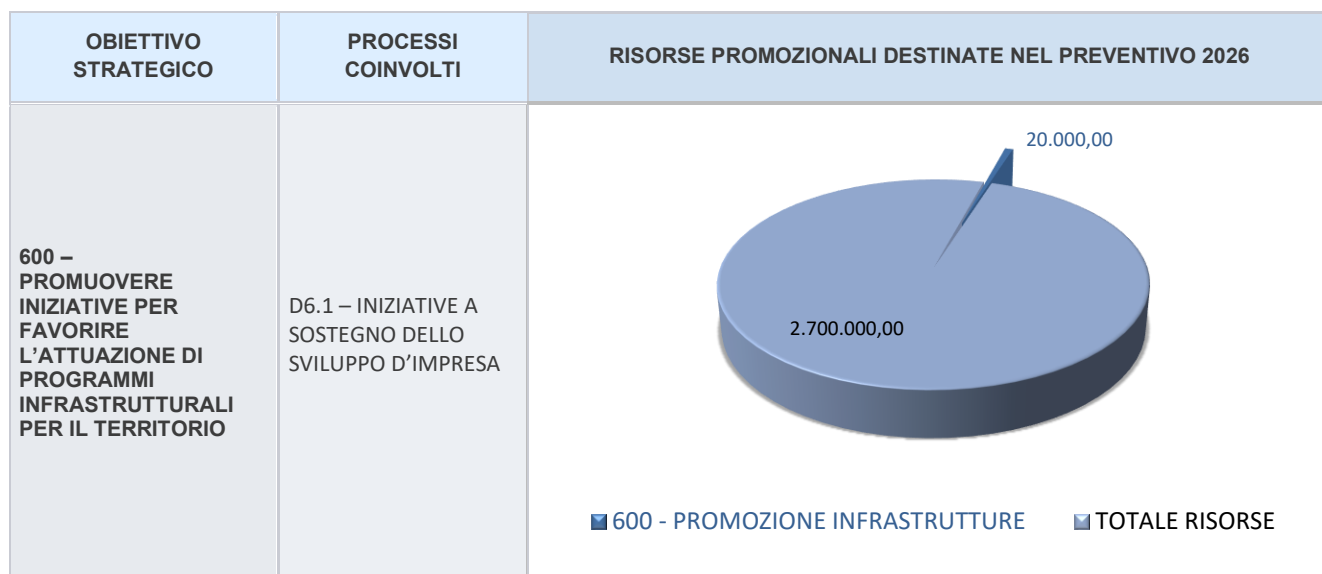 OBIETTIVO
STRATEGICO
PROCESSI
COINVOLTI
RISORSE PROMOZIONALI DESTINATE NEL PREVENTIVO 2026
600 –
PROMUOVERE
INIZIATIVE PER
FAVORIRE
L’ATTUAZIONE DI
PROGRAMMI
INFRASTRUTTURALI
PER IL TERRITORIO
D6.1 – INIZIATIVE A
SOSTEGNO DELLO
SVILUPPO D’IMPRESA
20.000,00
2.700.000,00
600 - PROMOZIONE INFRASTRUTTURE
TOTALE RISORSE